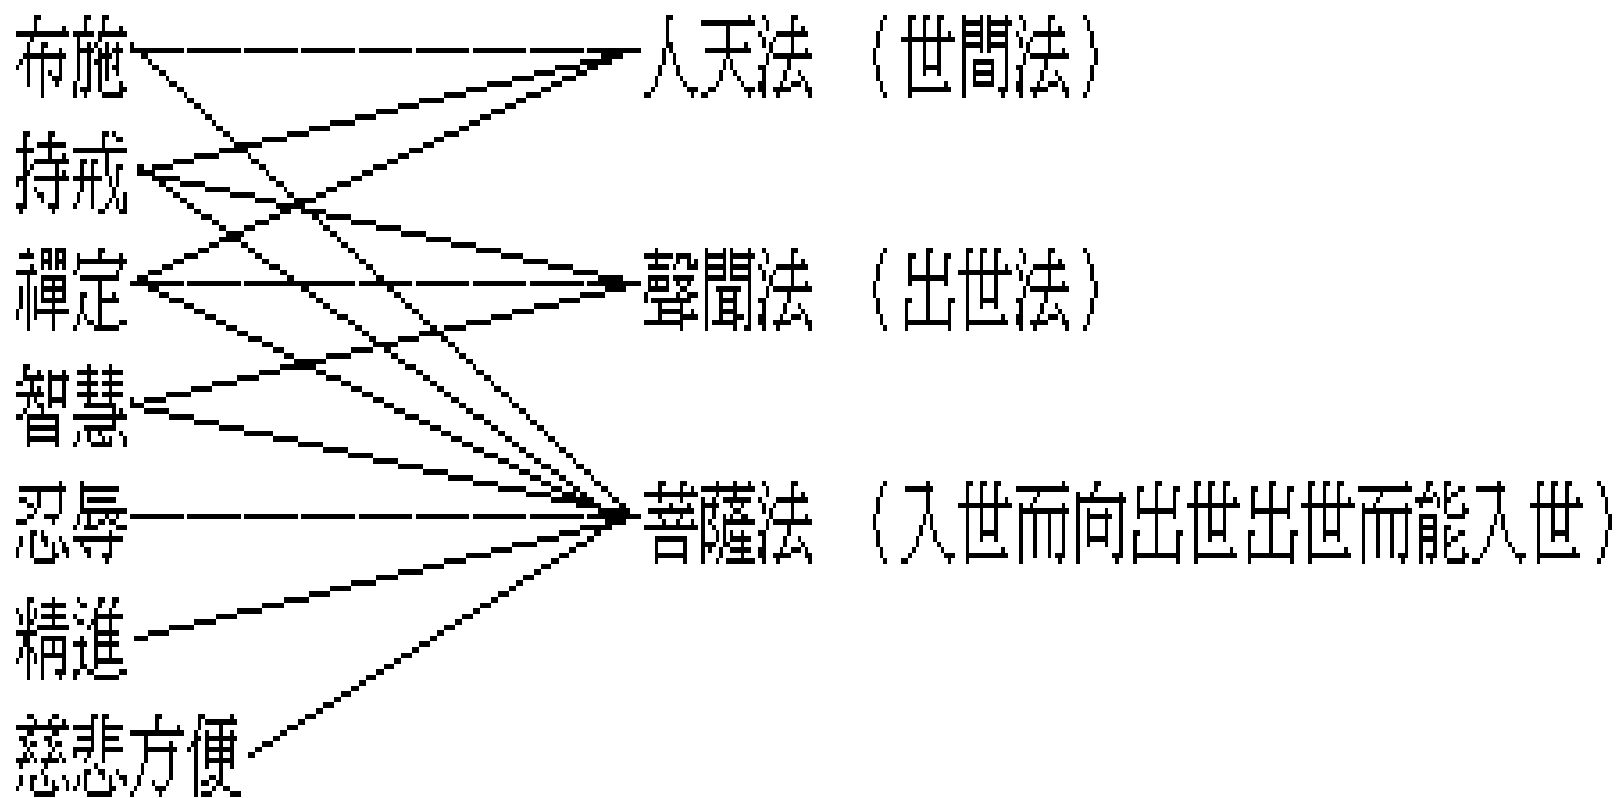 布施 人天法 （世間法）
持戒
禪定 聲聞法 （出世法）
智慧
忍辱 菩薩法 （入世而向出世出世而能入世）
精進
慈悲方便